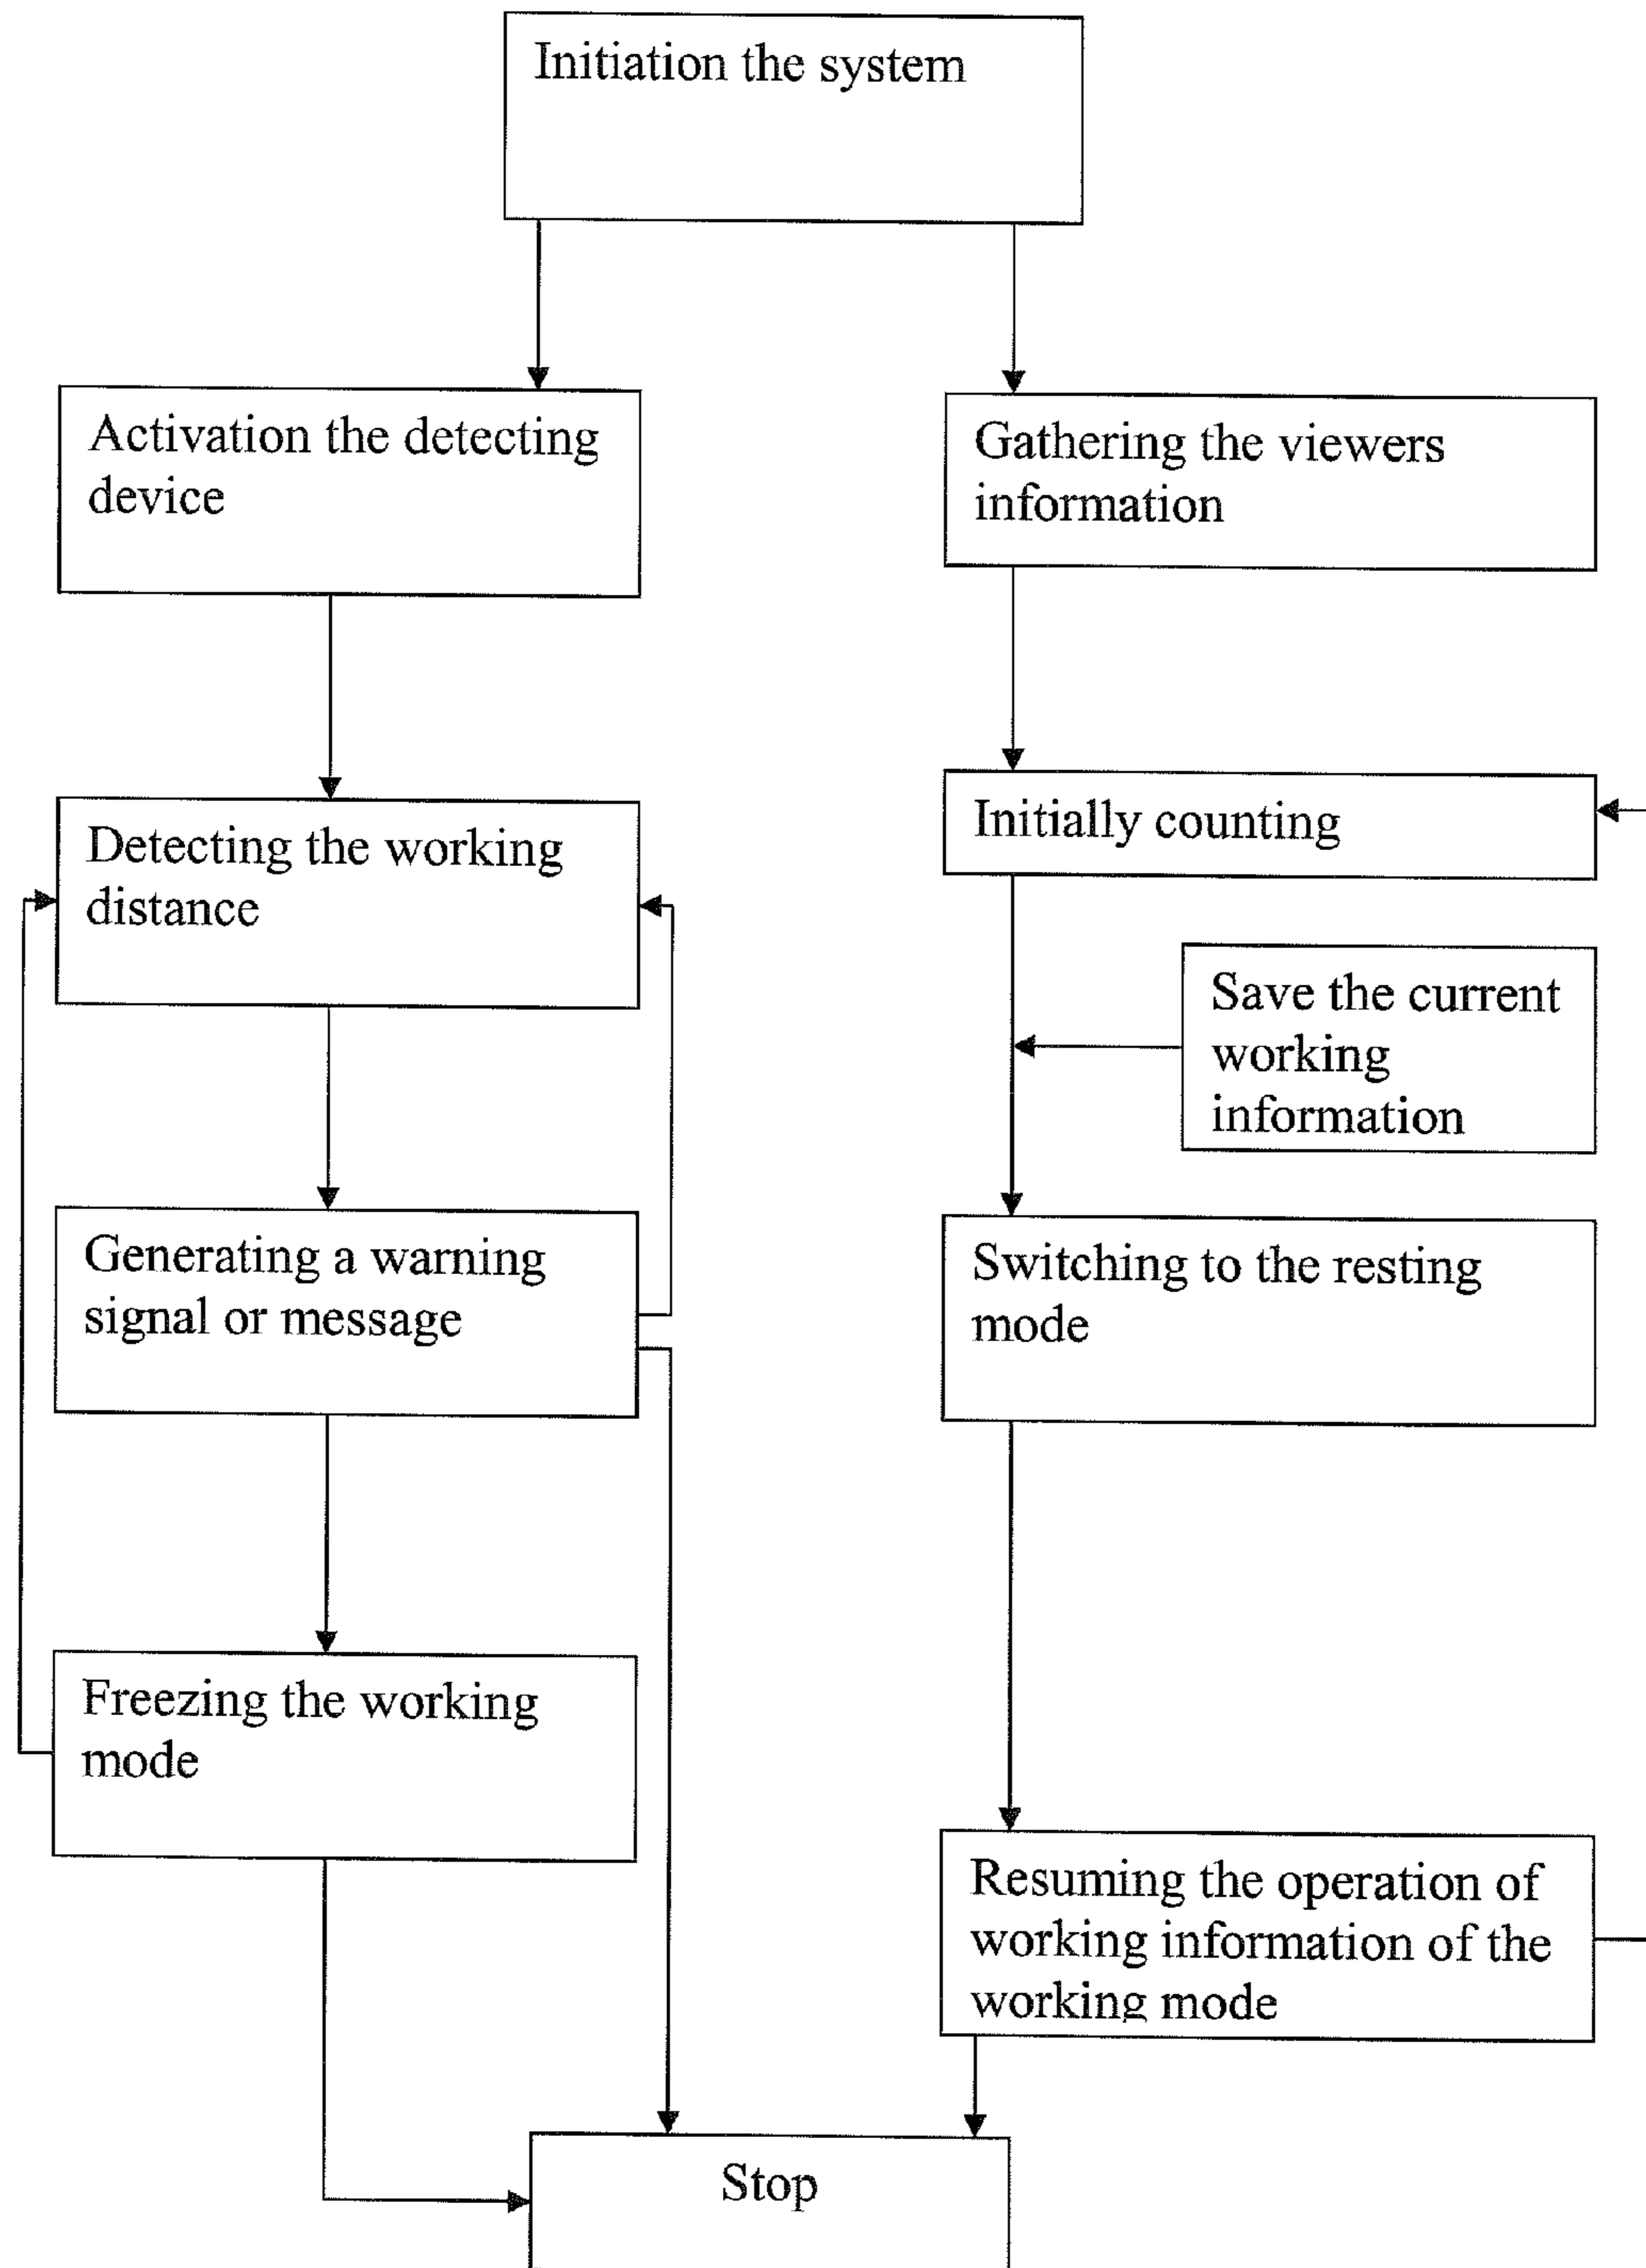 Initiation the system
Activation the detecting
device
Gathering the viewers
information
Detecting the working
distance
Initially counting
Save the current
working
information
Generating a warning
signal or message
Switching to the resting
mode
Freezing the working
mode
Resuming the operation of
working information of the
working mode
Stop